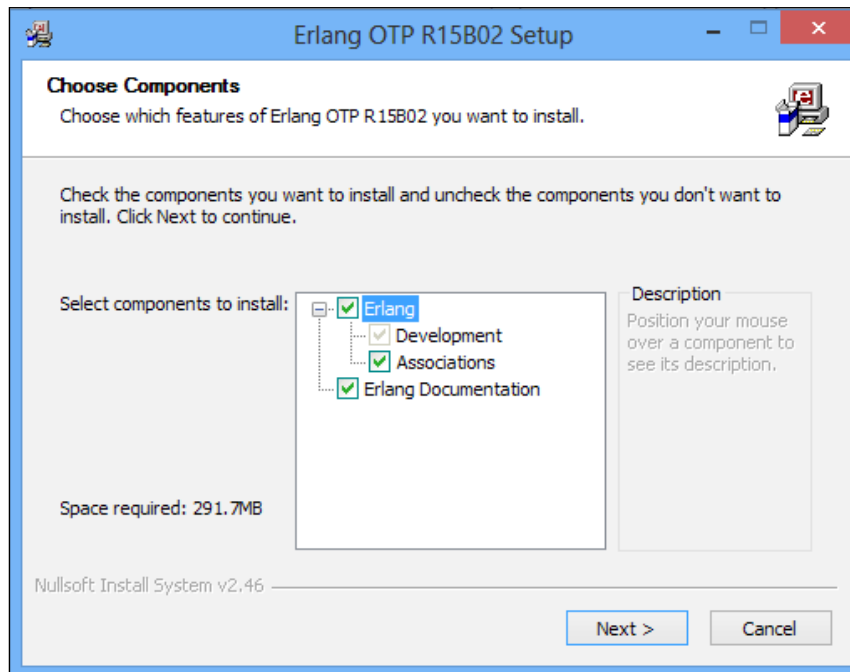 Erlang OTP R15B02 Setup
Choose Components
Choose which features of Erlang OTP R15B02 you want to install.
Check the components you want to install and uncheck the components you don't want to
install. Click Next to continue.
Select components to install:
Erlang
Development
Associations
Erlang Documentation
Description
Position your mouse
over a component to
see its description.
Space required: 291.7MB
Nullsoft Install System v2.46
Next >
Cancel